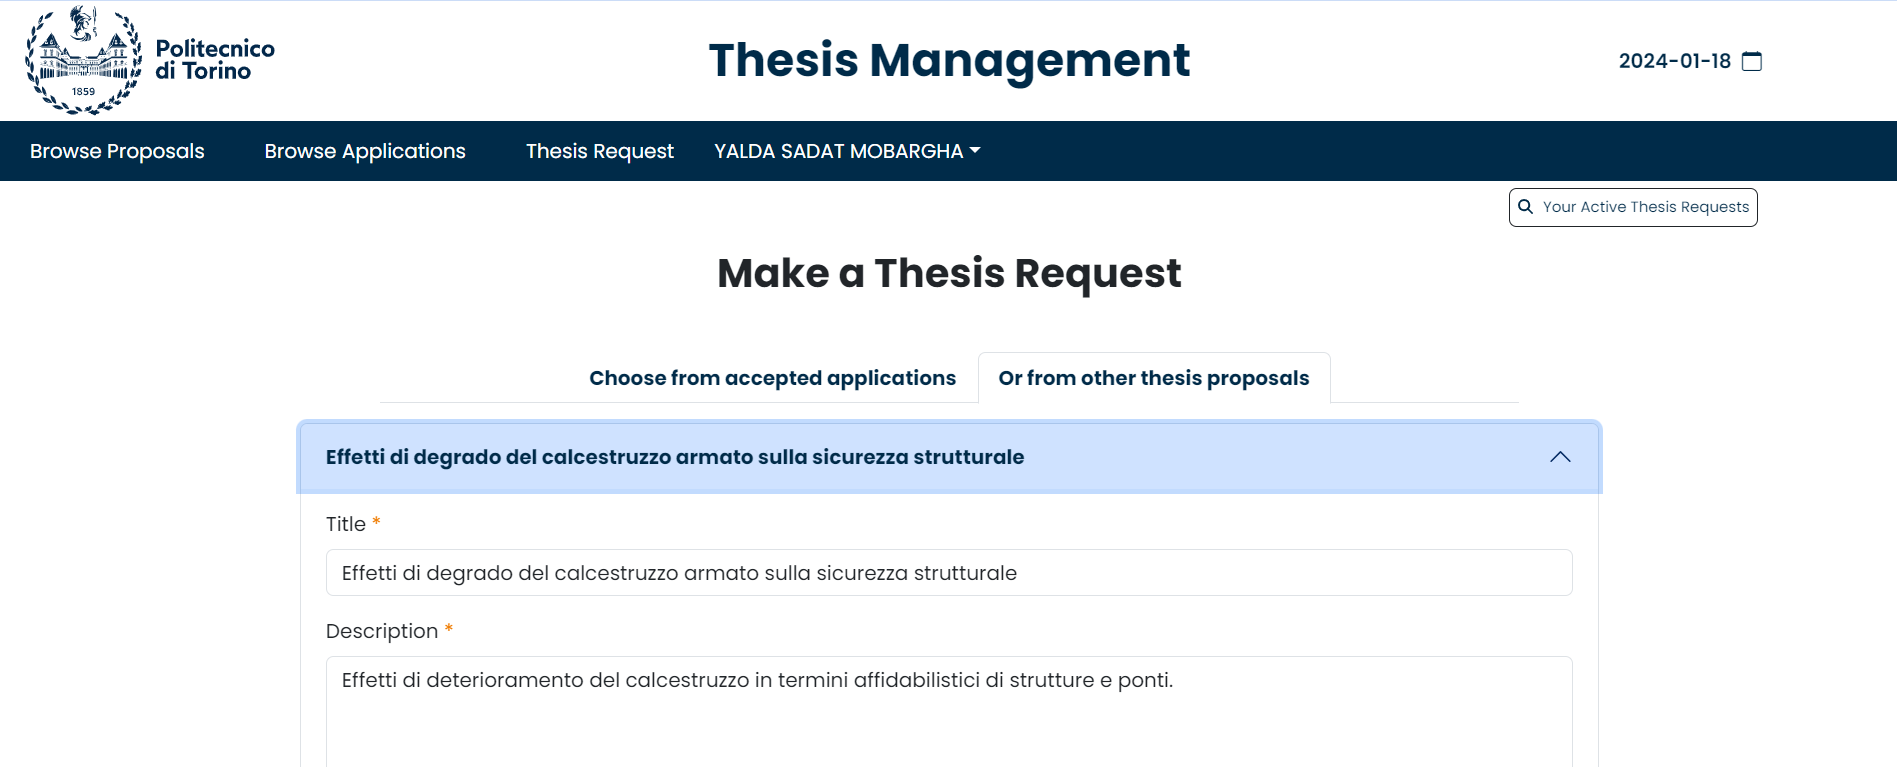 Politecnico
di Torino
1859
Thesis Management
2024-01-18
Browse Proposals
Browse Applications
Thesis Request
YALDA SADAT MOBARGHA
Your Active Thesis Requests
Make a Thesis Request
Choose from accepted applications
Or from other thesis proposals
Effetti di degrado del calcestruzzo armato sulla sicurezza strutturale
Title *
Effetti di degrado del calcestruzzo armato sulla sicurezza strutturale
Description *
Effetti di deterioramento del calcestruzzo in termini affidabilistici di strutture e ponti.